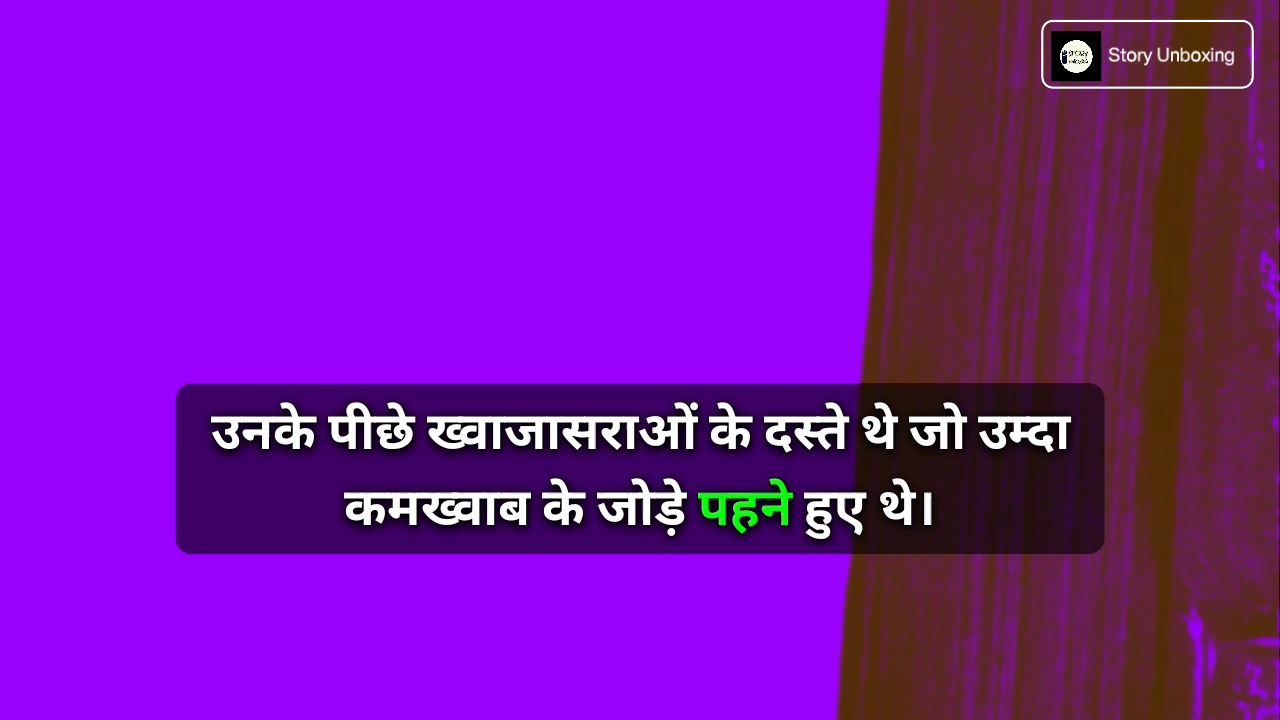 Story Unboxing
उनके पीछे ख्वाजासराओं के दस्ते थे जो उम्दा
कमख्वाब के जोड़े पहने हुए थे।